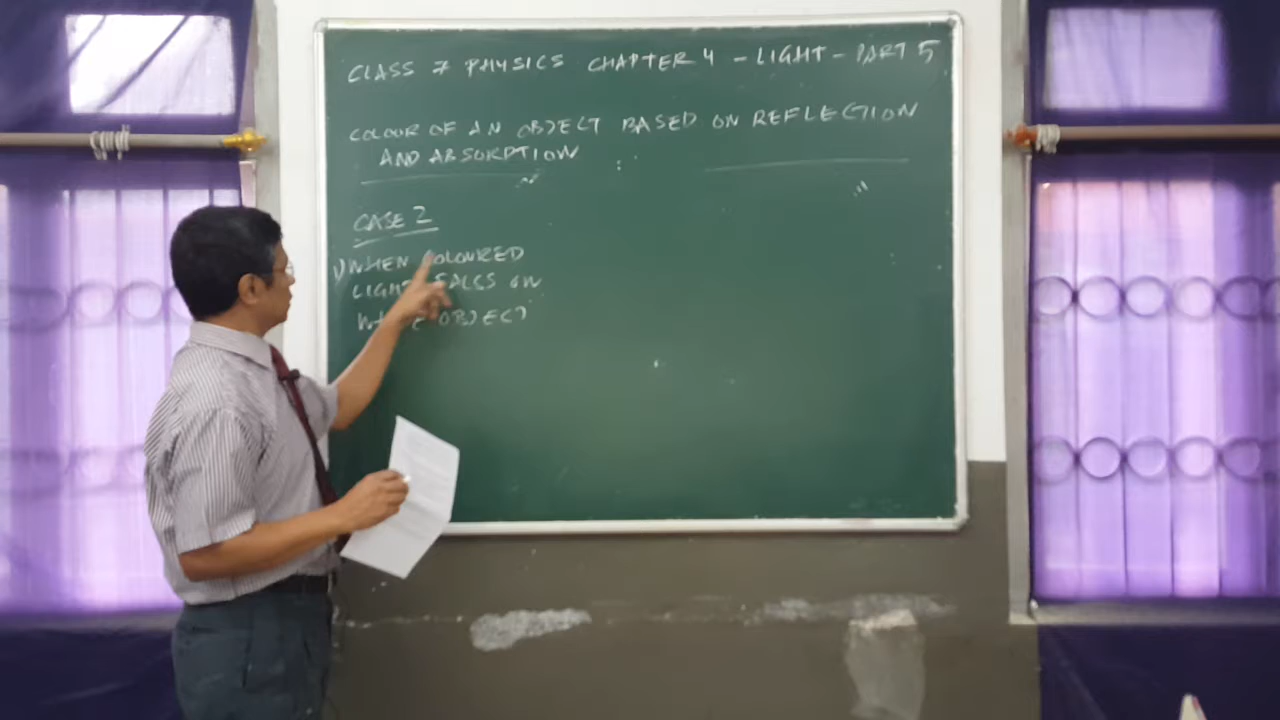 CLASS 7 PHYSICS CHAPTER 4 - LIGHT - PART 5
COLOUR OF AN OBJECT BASED ON REFLECTION
AND ABSORPTION
CASE 2
1) WHEN COLOURED
LIGHT FALLS ON
OBJECT